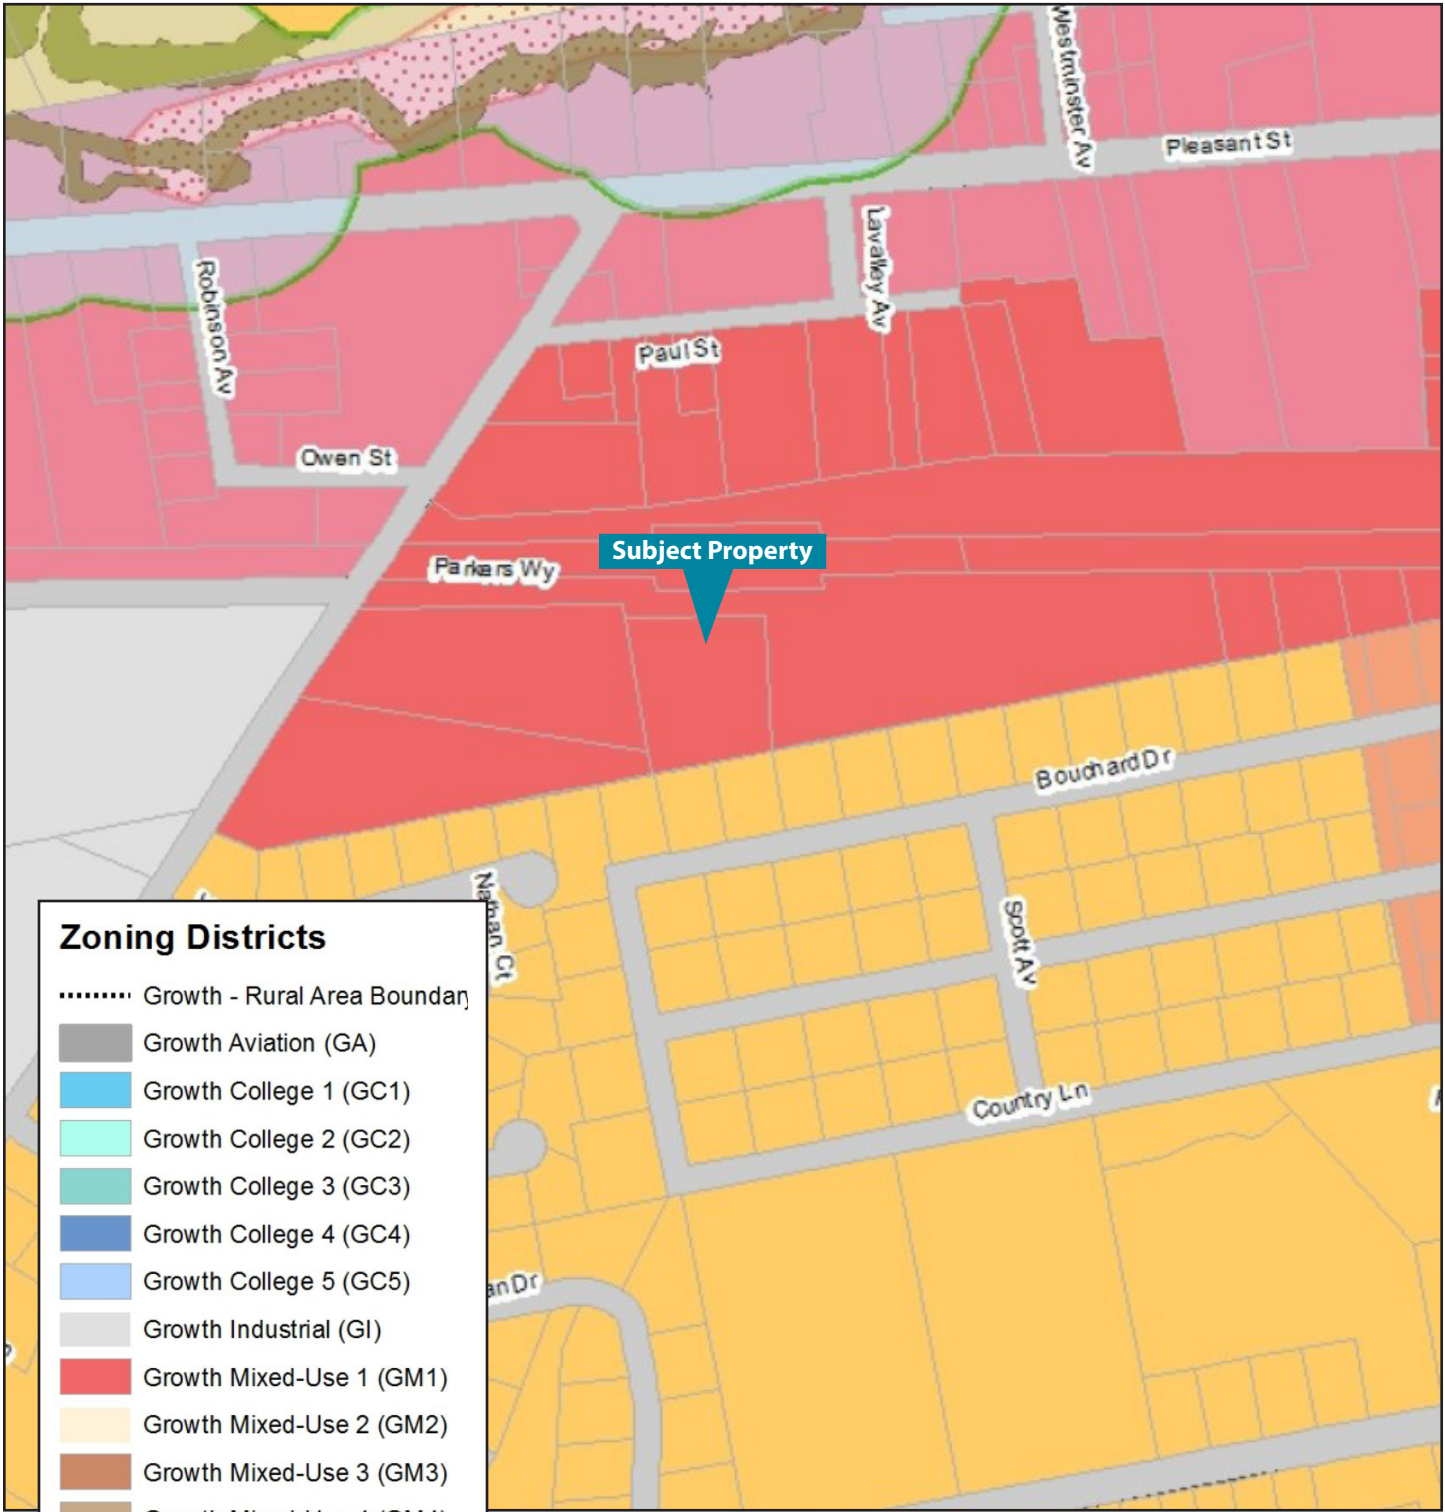 Westminster Av
Pleasant St
Lavalley Av
Robinson Av
Paul St
Owen St
Subject Property
Parkers Wy
Bouchard Dr
Nathan Ct
Scott Av
Country Ln
an Dr
Zoning Districts
Growth - Rural Area Boundar
Growth Aviation (GA)
Growth College 1 (GC1)
Growth College 2 (GC2)
Growth College 3 (GC3)
Growth College 4 (GC4)
Growth College 5 (GC5)
Growth Industrial (GI)
Growth Mixed-Use 1 (GM1)
Growth Mixed-Use 2 (GM2)
Growth Mixed-Use 3 (GM3)